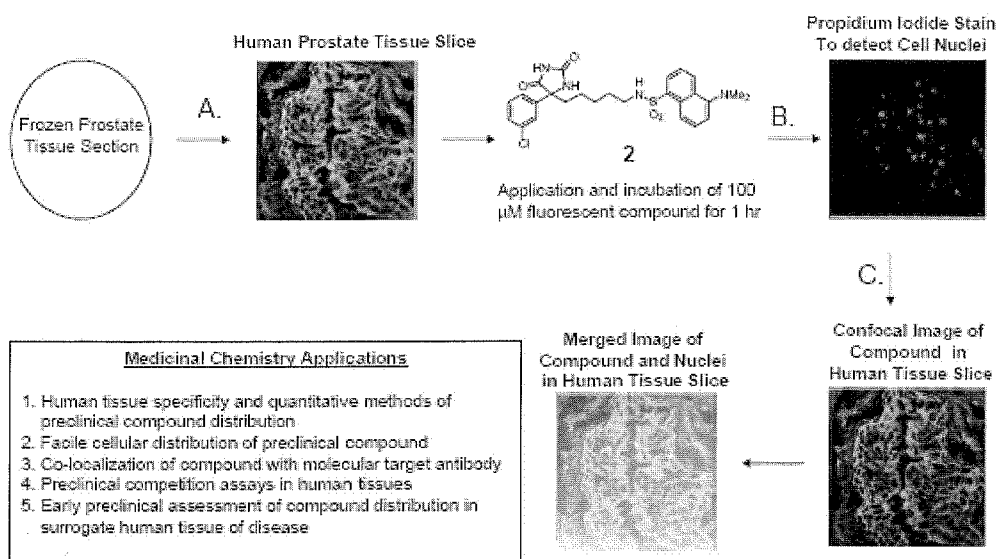 Human Prostate Tissue Slice
Propidium Iodide Stain
To detect Cell Nuclei
Frozen Frostate
Tissue Section
A.
HN
O
O
NH
Cl
H
N
S
O₂
NMe₂
2
B.
Application and incubation of 100
µM fluorescent compound for 1 hr
C.
Confocal Image of
Compound in
Human Tissue Slice
Merged Image of
Compound and Nuclei
in Human Tissue Slice
Medicinal Chemistry Applications
1. Human tissue specificity and quantitative methods of
preclinical compound distribution
2. Facile cellular distribution of preclinical compound
3. Co-localization of compound with molecular target antibody
4. Preclinical competition assays in human tissues
5. Early preclinical assessment of compound distribution in
surrogate human tissue of disease